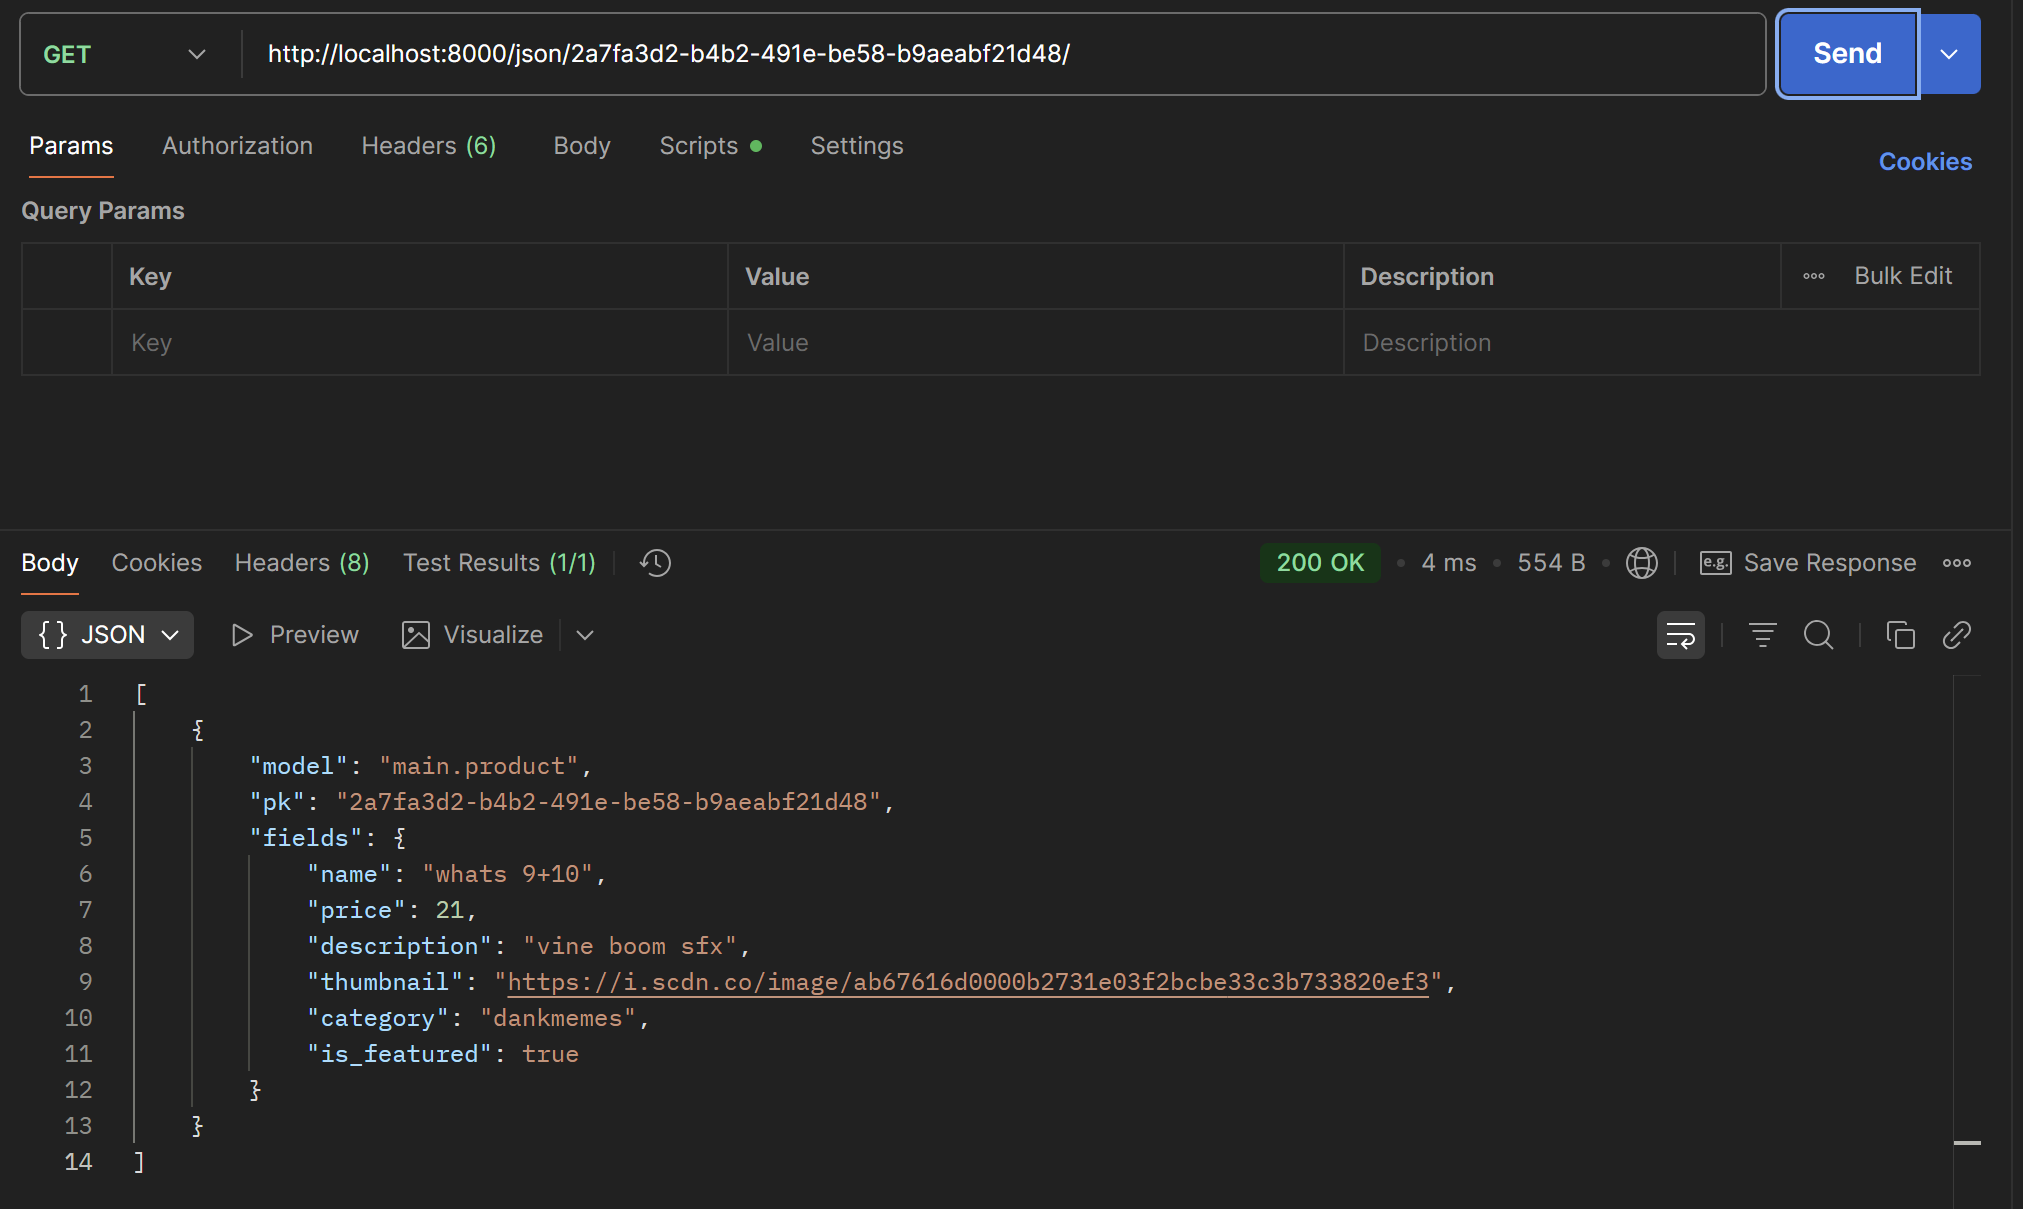 GET http://localhost:8000/json/2a7fa3d2-b4b2-491e-be58-b9aeabf21d48/ Send
Params Authorization Headers (6) Body Scripts Settings Cookies
Query Params
Key Value Description Bulk Edit
Key Value Description
Body Cookies Headers (8) Test Results (1/1) 200 OK • 4 ms • 554 B • e.g. Save Response
{ } JSON Preview Visualize
1 [
2 {
3 "model": "main.product",
4 "pk": "2a7fa3d2-b4b2-491e-be58-b9aeabf21d48",
5 "fields": {
6 "name": "whats 9+10",
7 "price": 21,
8 "description": "vine boom sfx",
9 "thumbnail": "https://i.scdn.co/image/ab67616d0000b2731e03f2bcbe33c3b733820ef3",
10 "category": "dankmemes",
11 "is_featured": true
12 }
13 }
14 ]